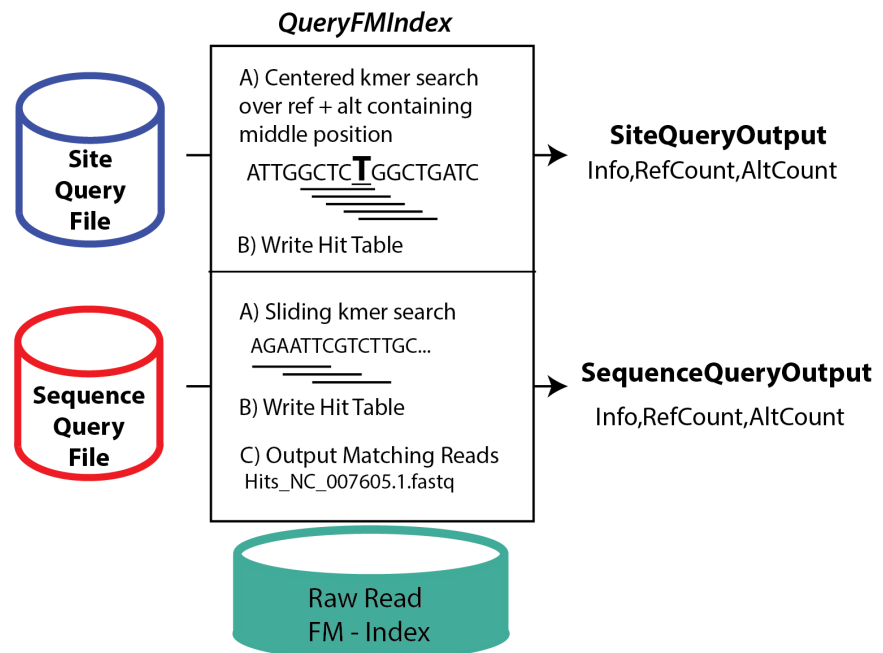 QueryFMIndex
Site
Query
File
A) Centered kmer search
over ref + alt containing
middle position
ATTGGCTCTGGCTGATC
B) Write Hit Table
SiteQueryOutput
Info,RefCount,AltCount
Sequence
Query
File
A) Sliding kmer search
AGAATTCGTCTTGC...
B) Write Hit Table
C) Output Matching Reads
Hits_NC_007605.1.fastq
SequenceQueryOutput
Info,RefCount,AltCount
Raw Read
FM - Index